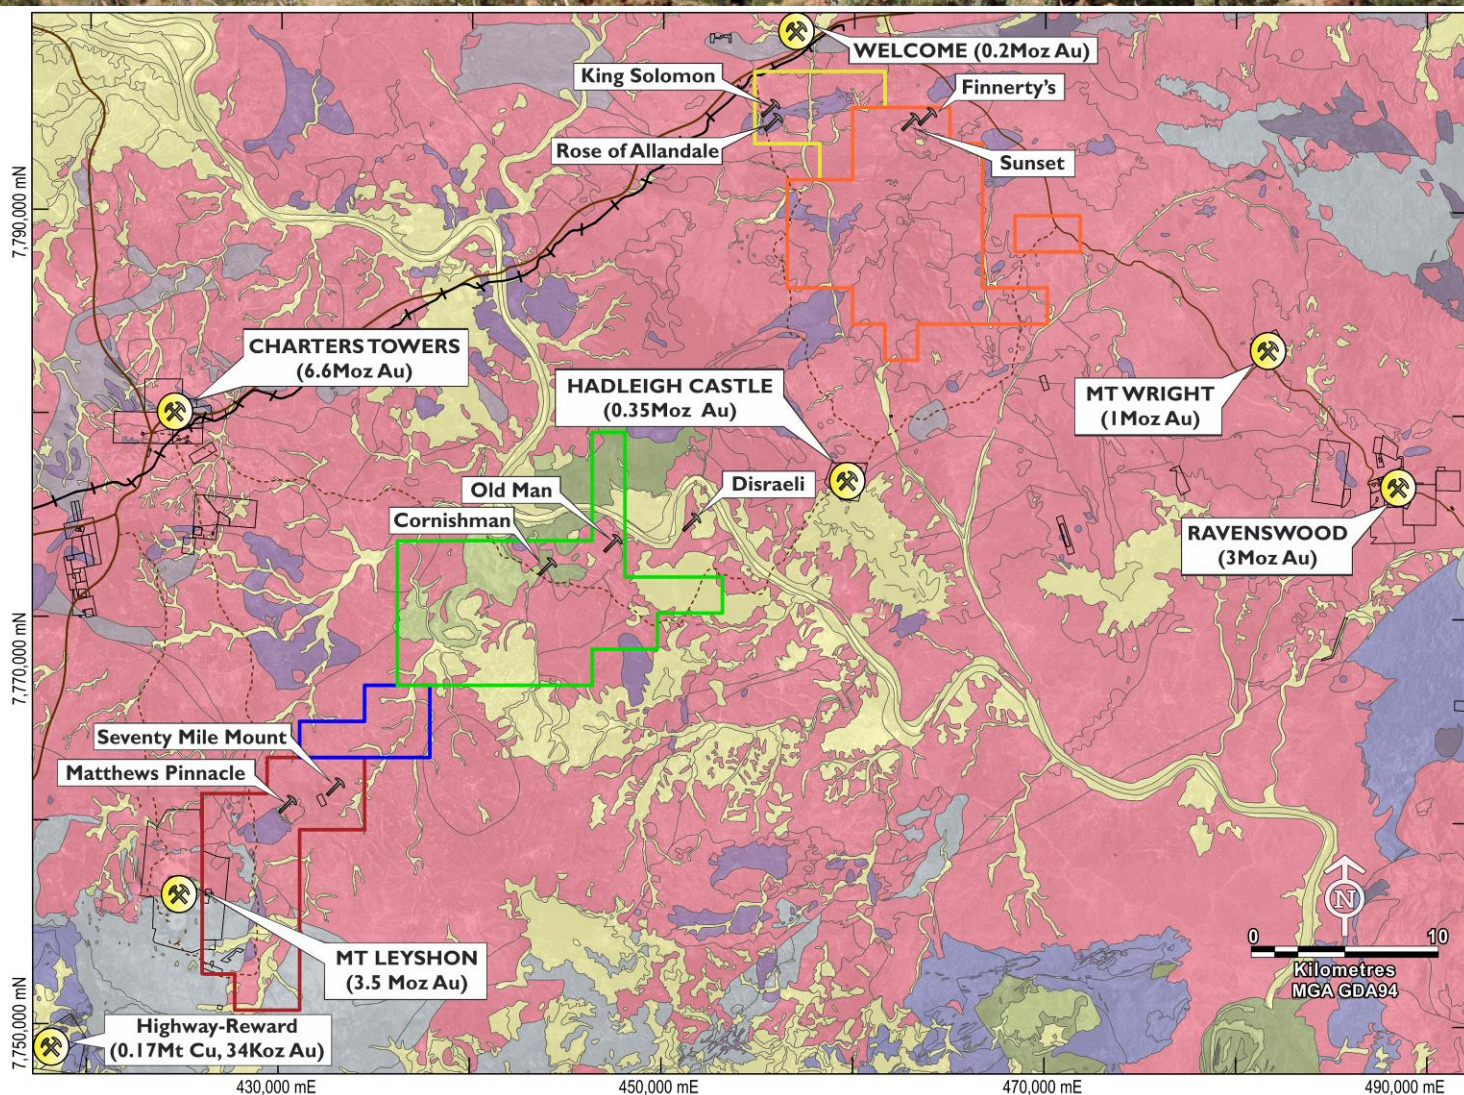 WELCOME (0.2Moz Au)
King Solomon
Finnerty's
Rose of Allandale
Sunset
7,790,000 mN
CHARTERS TOWERS
(6.6Moz Au)
HADLEIGH CASTLE
(0.35Moz Au)
MT WRIGHT
(1Moz Au)
Old Man
Disraeli
Cornishman
RAVENSWOOD
(3Moz Au)
7,770,000 mN
Seventy Mile Mount
Matthews Pinnacle
N
0 10
Kilometres
MGA GDA94
MT LEYSHON
(3.5 Moz Au)
Highway-Reward
(0.17Mt Cu, 34Koz Au)
7,750,000 mN
430,000 mE 450,000 mE 470,000 mE 490,000 mE